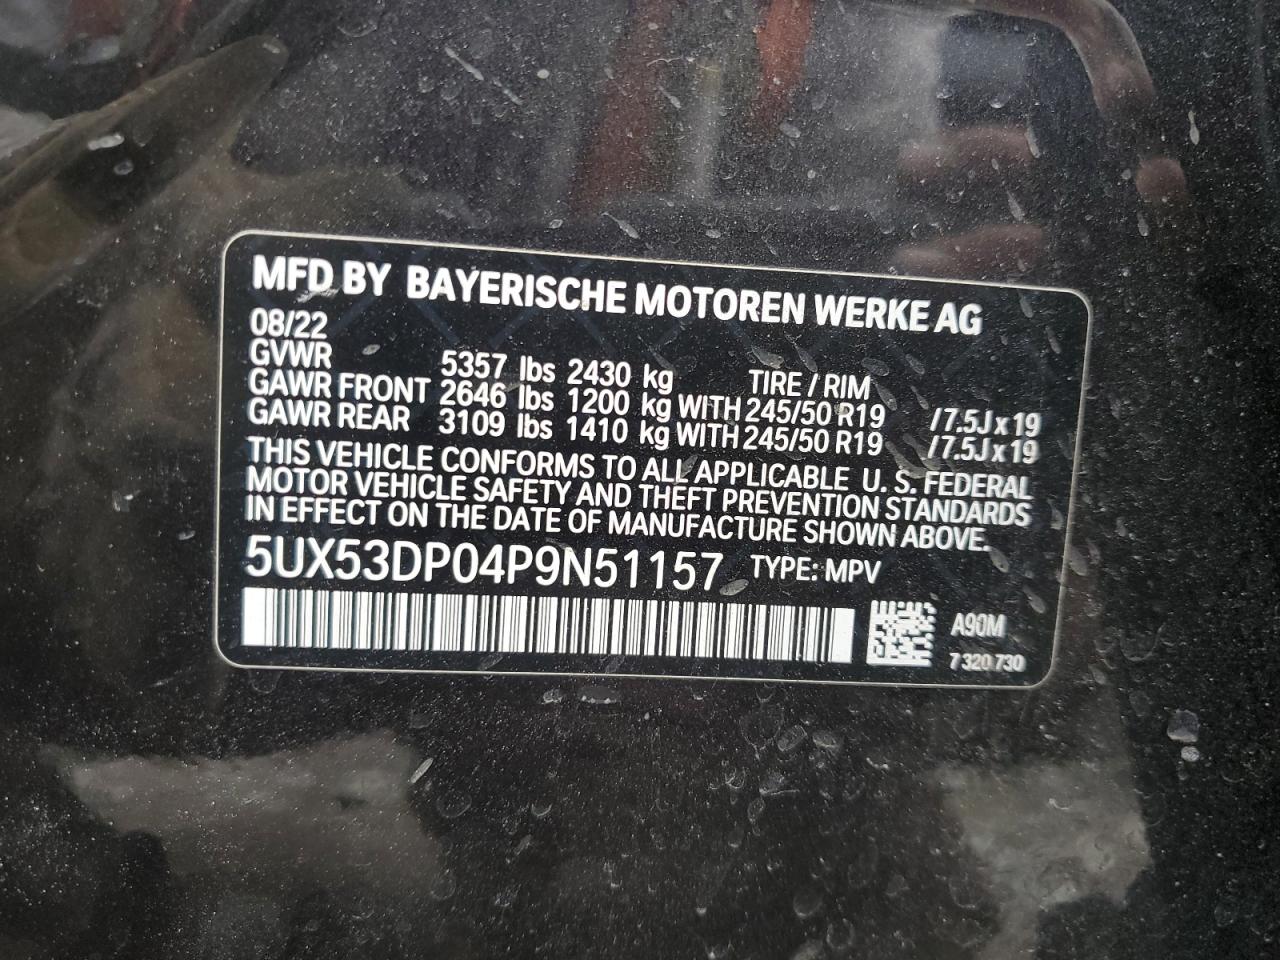 MFD BY BAYERISCHE MOTOREN WERKE AG
08/22
GVWR 5357 lbs 2430 kg TIRE / RIM
GAWR FRONT 2646 lbs 1200 kg WITH 245/50 R19 /7.5J x 19
GAWR REAR 3109 lbs 1410 kg WITH 245/50 R19 /7.5J x 19
THIS VEHICLE CONFORMS TO ALL APPLICABLE U. S. FEDERAL
MOTOR VEHICLE SAFETY AND THEFT PREVENTION STANDARDS
IN EFFECT ON THE DATE OF MANUFACTURE SHOWN ABOVE.
5UX53DP04P9N51157 TYPE: MPV
A90M
7 320 730